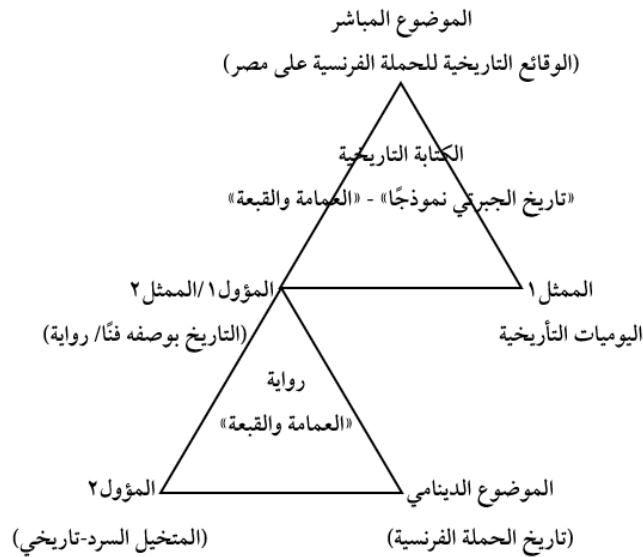 الموضوع المباشر
(الوقائع التاريخية للحملة الفرنسية على مصر)
الكتابة التاريخية
«تاريخ الجبرتي نموذجًا» - «العمامة والقبعة»
الممثل١
المؤول١/الممثل٢
اليوميات التأريخية
(التاريخ بوصفه فنًا/ رواية)
رواية
«العمامة والقبعة»
الموضوع الدينامي
المؤول٢
(تاريخ الحملة الفرنسية)
(المتخيل السرد-تاريخي)